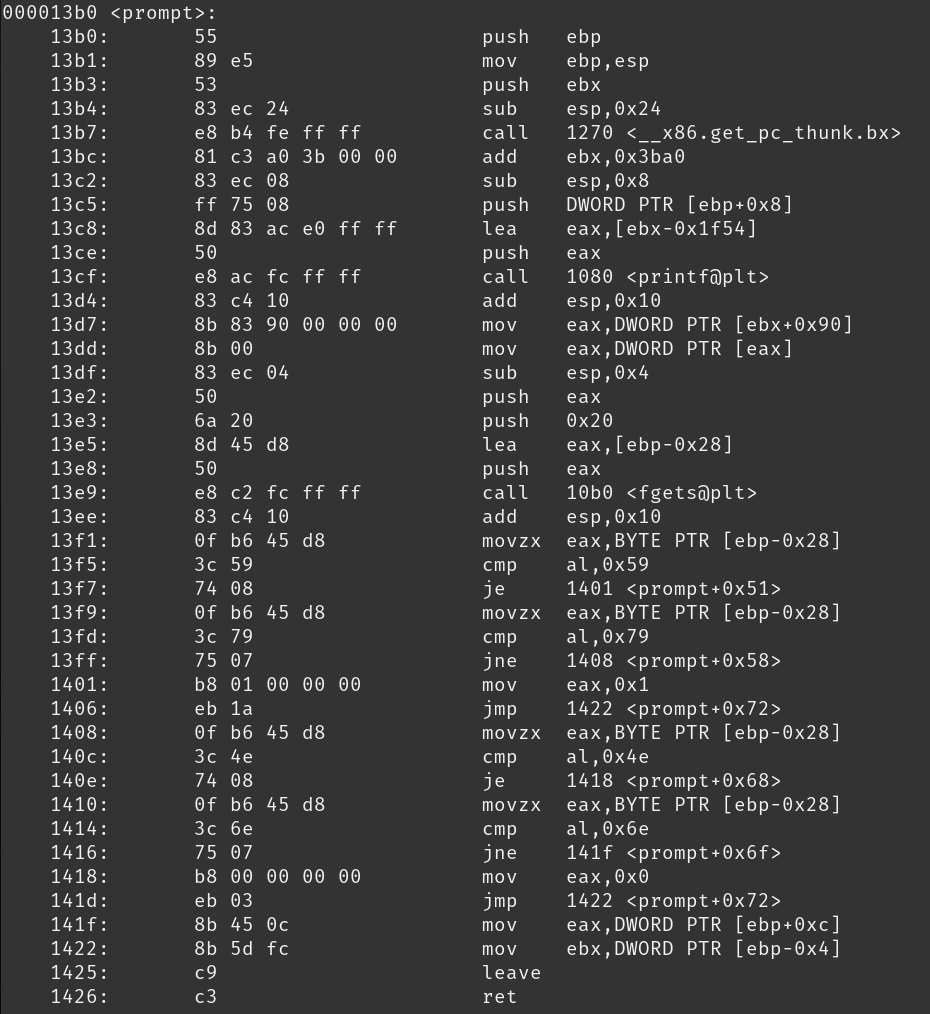 000013b0 <prompt>:
    13b0:       55                      push   ebp
    13b1:       89 e5                   mov    ebp,esp
    13b3:       53                      push   ebx
    13b4:       83 ec 24                sub    esp,0x24
    13b7:       e8 b4 fe ff ff          call   1270 <__x86.get_pc_thunk.bx>
    13bc:       81 c3 a0 3b 00 00       add    ebx,0x3ba0
    13c2:       83 ec 08                sub    esp,0x8
    13c5:       ff 75 08                push   DWORD PTR [ebp+0x8]
    13c8:       8d 83 ac e0 ff ff       lea    eax,[ebx-0x1f54]
    13ce:       50                      push   eax
    13cf:       e8 ac fc ff ff          call   1080 <printf@plt>
    13d4:       83 c4 10                add    esp,0x10
    13d7:       8b 83 90 00 00 00       mov    eax,DWORD PTR [ebx+0x90]
    13dd:       8b 00                   mov    eax,DWORD PTR [eax]
    13df:       83 ec 04                sub    esp,0x4
    13e2:       50                      push   eax
    13e3:       6a 20                   push   0x20
    13e5:       8d 45 d8                lea    eax,[ebp-0x28]
    13e8:       50                      push   eax
    13e9:       e8 c2 fc ff ff          call   10b0 <fgets@plt>
    13ee:       83 c4 10                add    esp,0x10
    13f1:       0f b6 45 d8             movzx  eax,BYTE PTR [ebp-0x28]
    13f5:       3c 59                   cmp    al,0x59
    13f7:       74 08                   je     1401 <prompt+0x51>
    13f9:       0f b6 45 d8             movzx  eax,BYTE PTR [ebp-0x28]
    13fd:       3c 79                   cmp    al,0x79
    13ff:       75 07                   jne    1408 <prompt+0x58>
    1401:       b8 01 00 00 00          mov    eax,0x1
    1406:       eb 1a                   jmp    1422 <prompt+0x72>
    1408:       0f b6 45 d8             movzx  eax,BYTE PTR [ebp-0x28]
    140c:       3c 4e                   cmp    al,0x4e
    140e:       74 08                   je     1418 <prompt+0x68>
    1410:       0f b6 45 d8             movzx  eax,BYTE PTR [ebp-0x28]
    1414:       3c 6e                   cmp    al,0x6e
    1416:       75 07                   jne    141f <prompt+0x6f>
    1418:       b8 00 00 00 00          mov    eax,0x0
    141d:       eb 03                   jmp    1422 <prompt+0x72>
    141f:       8b 45 0c                mov    eax,DWORD PTR [ebp+0xc]
    1422:       8b 5d fc                mov    ebx,DWORD PTR [ebp-0x4]
    1425:       c9                      leave
    1426:       c3                      ret